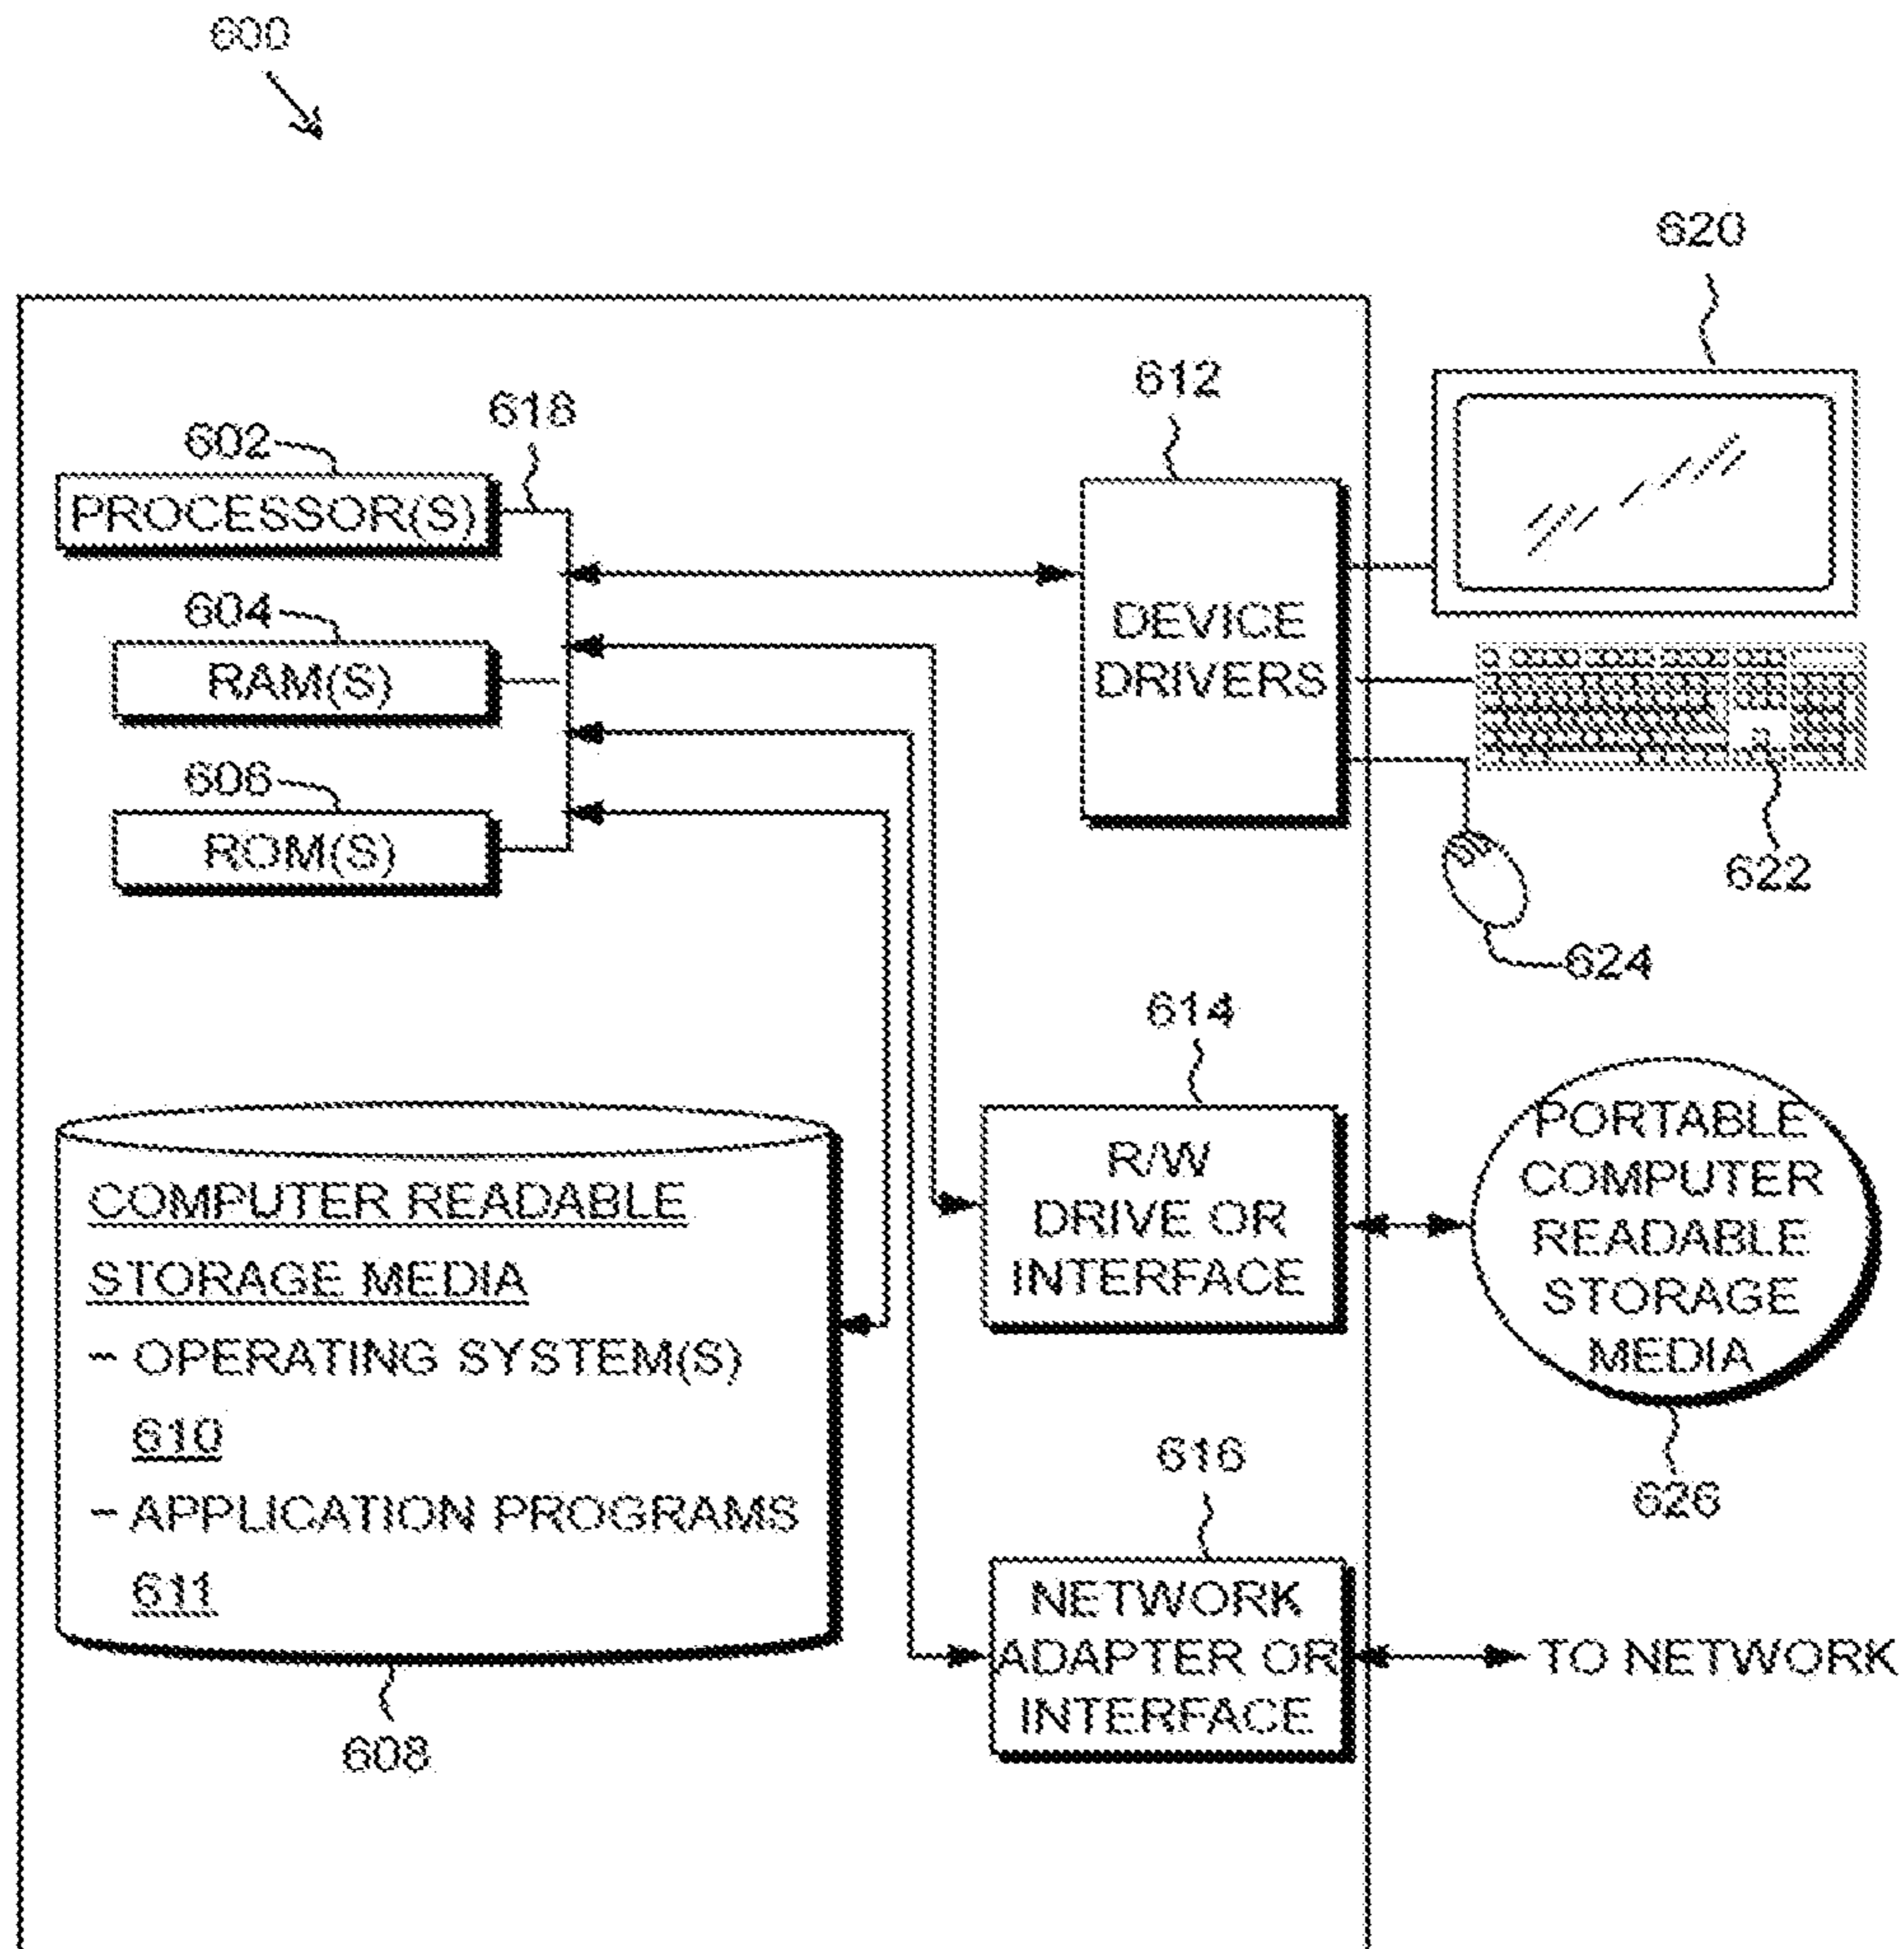 600
620
612
618
602
PROCESSOR(S)
604
RAM(S)
606
ROM(S)
DEVICE
DRIVERS
622
624
614
R/W
DRIVE OR
INTERFACE
PORTABLE
COMPUTER
READABLE
STORAGE
MEDIA
626
COMPUTER READABLE
STORAGE MEDIA
- OPERATING SYSTEM(S)
610
- APPLICATION PROGRAMS
611
608
616
NETWORK
ADAPTER OR
INTERFACE
TO NETWORK